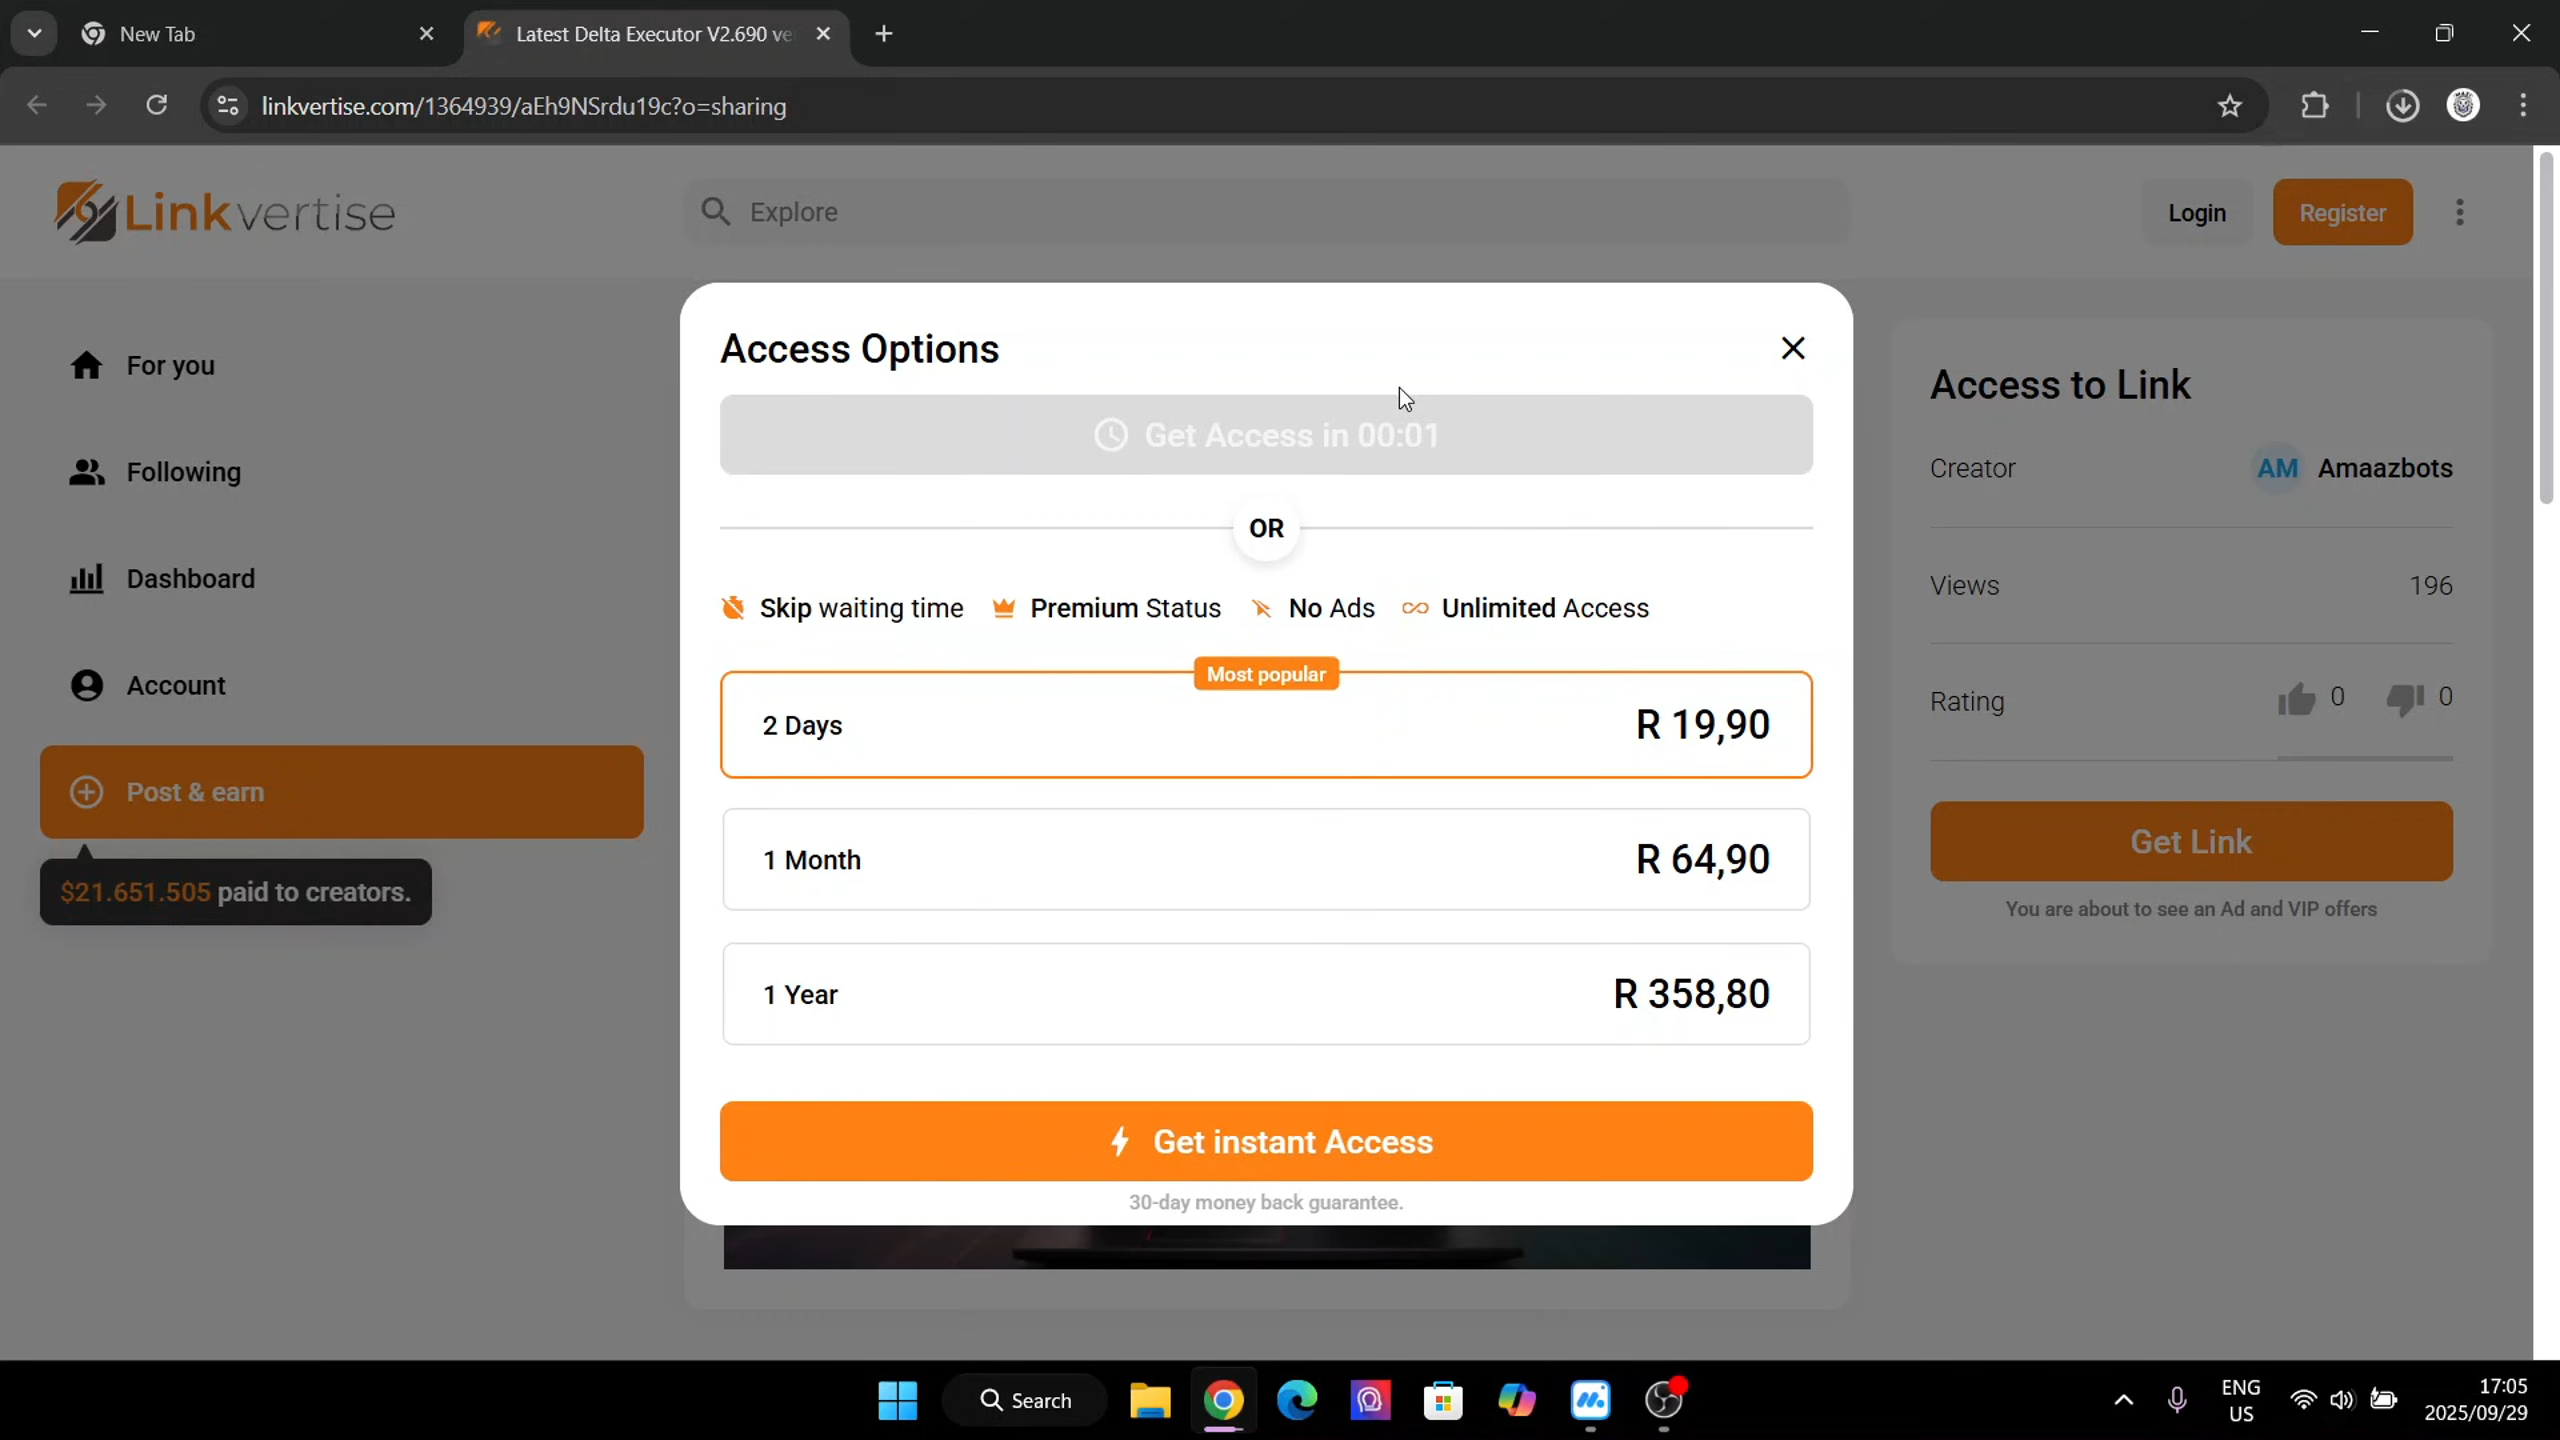 New Tab
Latest Delta Executor V2.690 ve
linkvertise.com/1364939/aEh9NSrdu19c?o=sharing
Linkvertise
Explore
Login
Register
For you
Following
Dashboard
Account
Post & earn
$21.651.505 paid to creators.
Access Options
Get Access in 00:01
OR
Skip waiting time
Premium Status
No Ads
Unlimited Access
Most popular
2 Days
R 19,90
1 Month
R 64,90
1 Year
R 358,80
Get instant Access
30-day money back guarantee.
Access to Link
Creator
AM Amaazbots
Views
196
Rating
0
0
Get Link
You are about to see an Ad and VIP offers
Search
ENG
US
17:05
2025/09/29